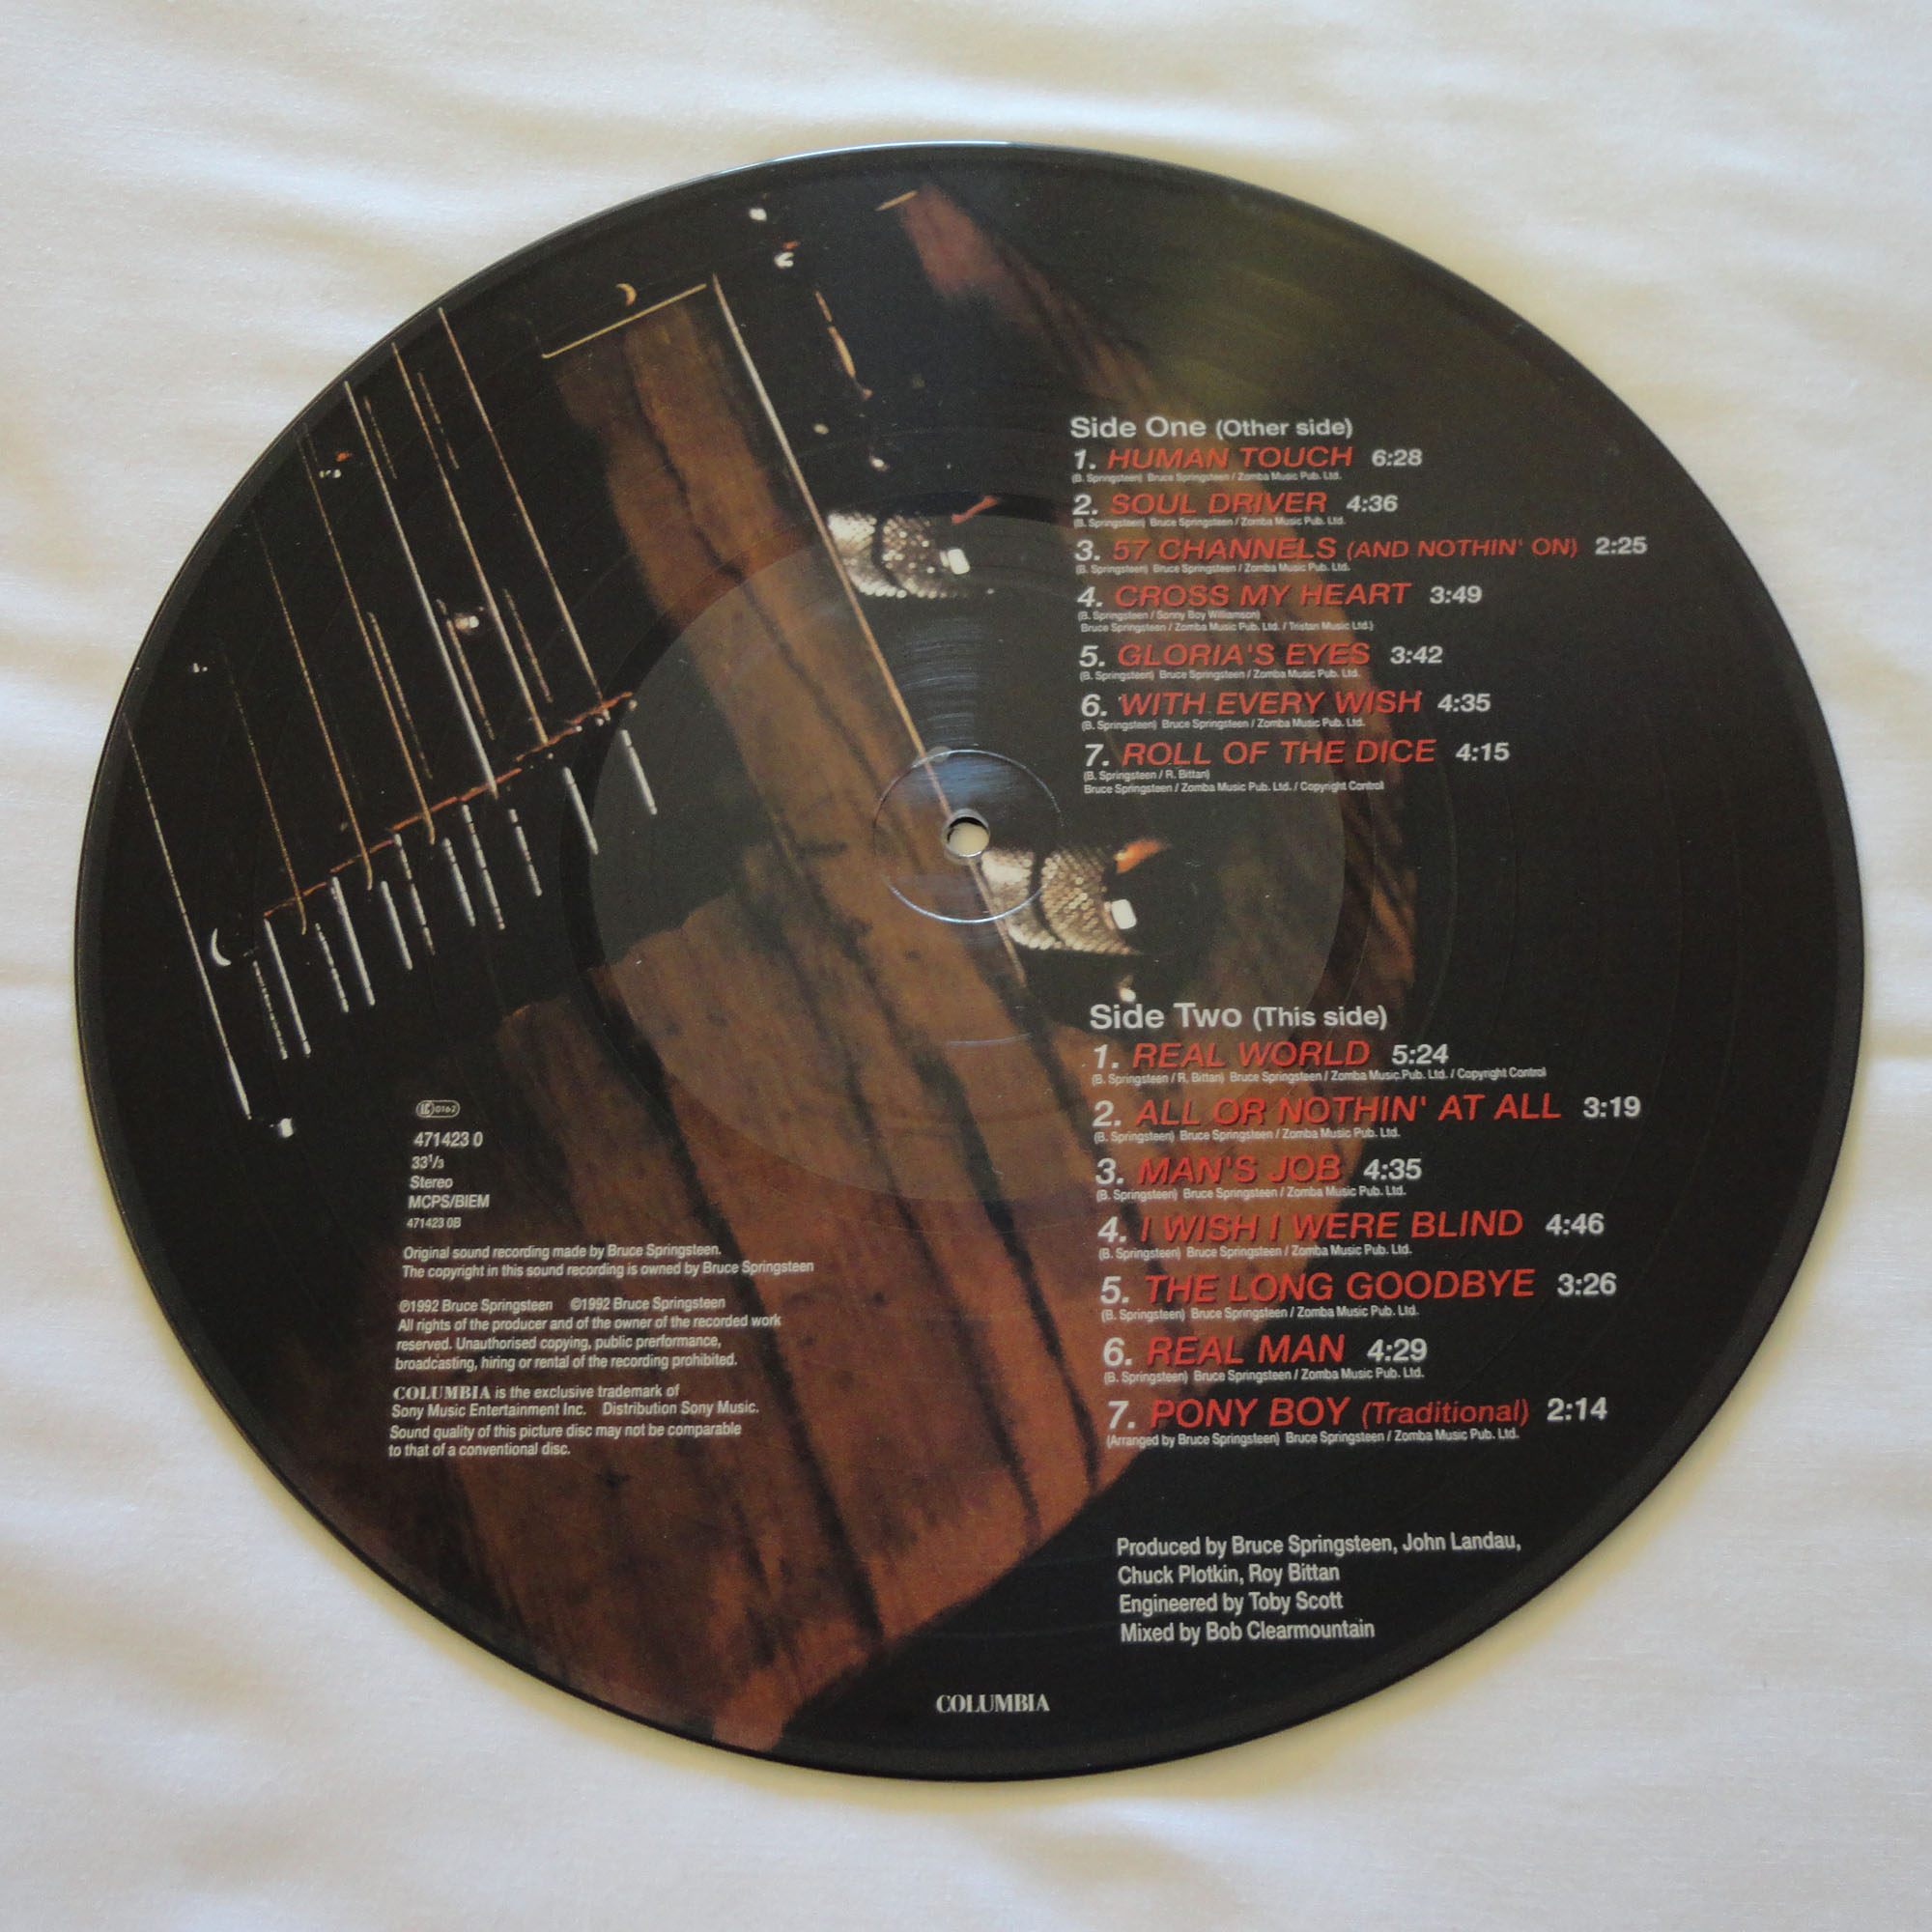 Side One (Other side)
1. HUMAN TOUCH 6:28
(B. Springsteen) Bruce Springsteen / Zomba Music Pub. Ltd.
2. SOUL DRIVER 4:36
(B. Springsteen) Bruce Springsteen / Zomba Music Pub. Ltd.
3. 57 CHANNELS (AND NOTHIN' ON) 2:25
(B. Springsteen) Bruce Springsteen / Zomba Music Pub. Ltd.
4. CROSS MY HEART 3:49
(B. Springsteen / Sonny Boy Williamson)
Bruce Springsteen / Zomba Music Pub. Ltd. / Tristan Music Ltd.)
5. GLORIA'S EYES 3:42
(B. Springsteen) Bruce Springsteen / Zomba Music Pub. Ltd.
6. WITH EVERY WISH 4:35
(B. Springsteen) Bruce Springsteen / Zomba Music Pub. Ltd.
7. ROLL OF THE DICE 4:15
(B. Springsteen / R. Bittan)
Bruce Springsteen / Zomba Music Pub. Ltd. / Copyright Control
Side Two (This side)
1. REAL WORLD 5:24
(B. Springsteen / R. Bittan) Bruce Springsteen / Zomba Music Pub. Ltd. / Copyright Control
2. ALL OR NOTHIN' AT ALL 3:19
(B. Springsteen) Bruce Springsteen / Zomba Music Pub. Ltd.
3. MAN'S JOB 4:35
(B. Springsteen) Bruce Springsteen / Zomba Music Pub. Ltd.
4. I WISH I WERE BLIND 4:46
(B. Springsteen) Bruce Springsteen / Zomba Music Pub. Ltd.
5. THE LONG GOODBYE 3:26
(B. Springsteen) Bruce Springsteen / Zomba Music Pub. Ltd.
6. REAL MAN 4:29
(B. Springsteen) Bruce Springsteen / Zomba Music Pub. Ltd.
7. PONY BOY (Traditional) 2:14
(Arranged by Bruce Springsteen) Bruce Springsteen / Zomba Music Pub. Ltd.
Produced by Bruce Springsteen, John Landau,
Chuck Plotkin, Roy Bittan
Engineered by Toby Scott
Mixed by Bob Clearmountain
LC 0162
471423 0
33 1/3
Stereo
MCPS/BIEM
471423 0B
Original sound recording made by Bruce Springsteen.
The copyright in this sound recording is owned by Bruce Springsteen
℗1992 Bruce Springsteen ©1992 Bruce Springsteen
All rights of the producer and of the owner of the recorded work
reserved. Unauthorised copying, public prerformance,
broadcasting, hiring or rental of the recording prohibited.
COLUMBIA is the exclusive trademark of
Sony Music Entertainment Inc. Distribution Sony Music.
Sound quality of this picture disc may not be comparable
to that of a conventional disc.
COLUMBIA